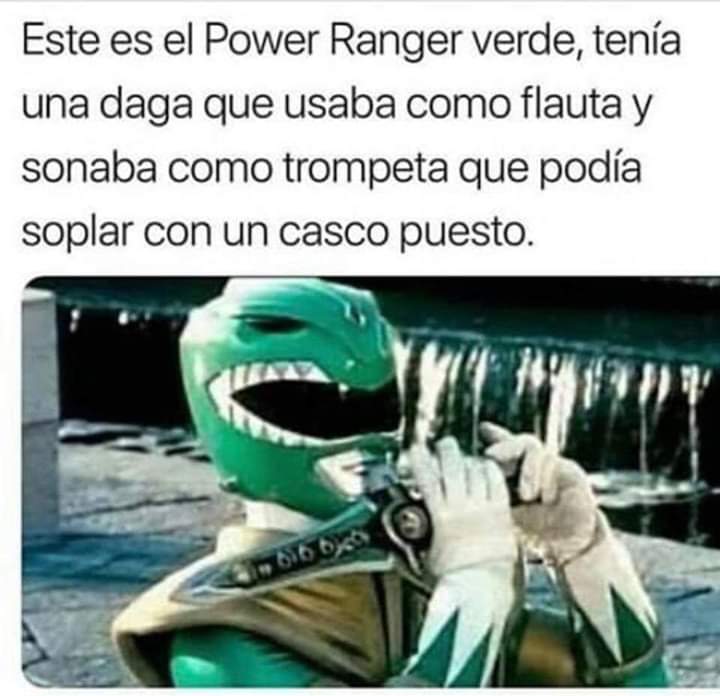 Este es el Power Ranger verde, tenía
una daga que usaba como flauta y
sonaba como trompeta que podía
soplar con un casco puesto.